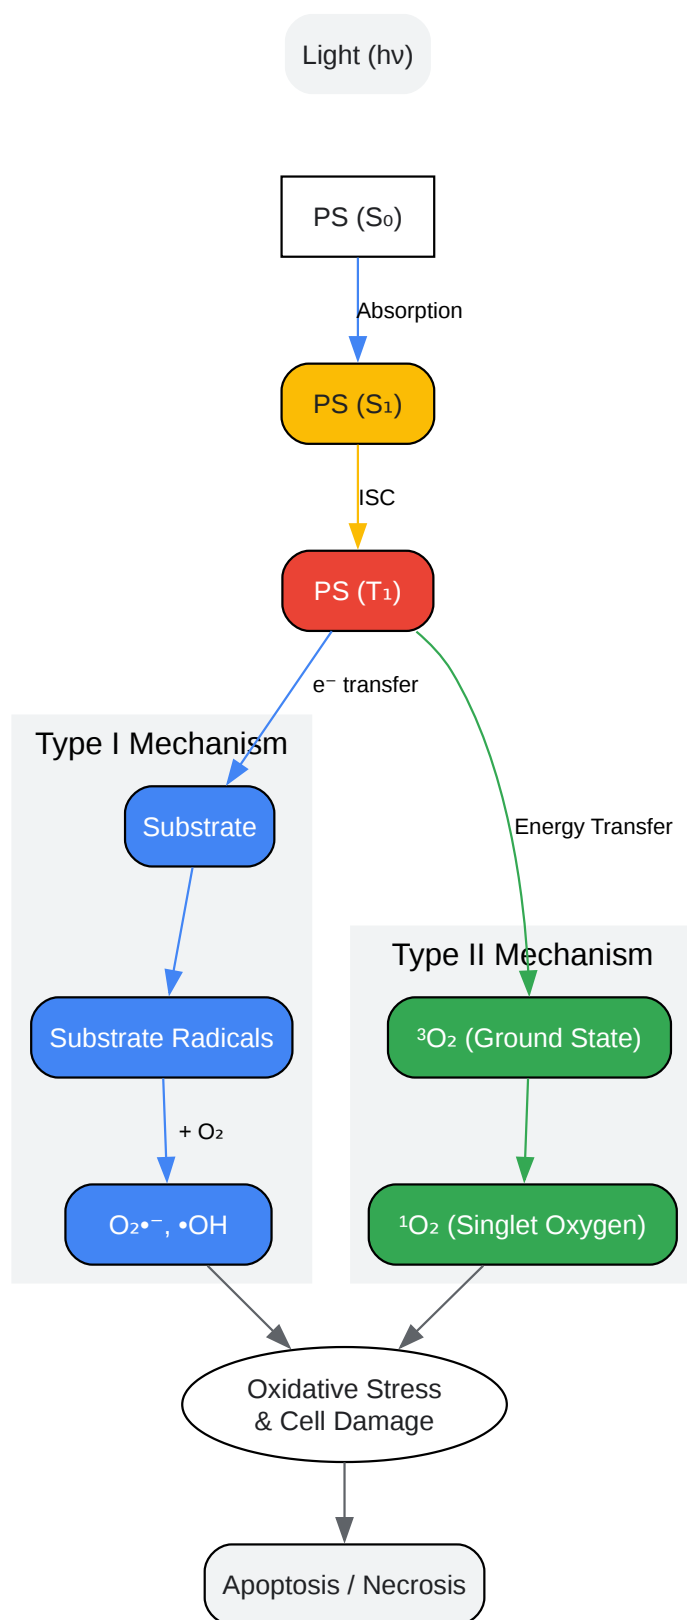 Light (hν)
PS (S₀)
Absorption
PS (S₁)
ISC
PS (T₁)
e⁻ transfer
Type I Mechanism
Substrate
Energy Transfer
Type II Mechanism
Substrate Radicals
³O₂ (Ground State)
+ O₂
O₂•⁻, •OH
¹O₂ (Singlet Oxygen)
Oxidative Stress
& Cell Damage
Apoptosis / Necrosis